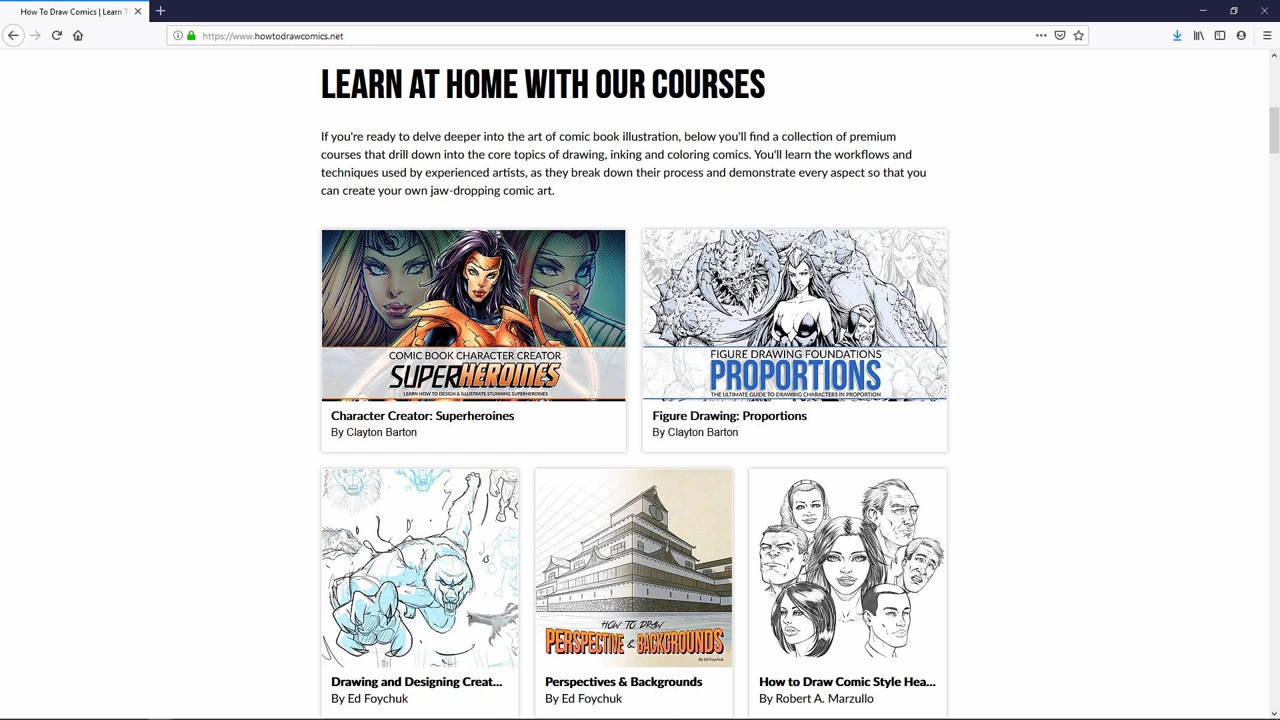 How To Draw Comics | Learn T
https://www.howtodrawcomics.net
LEARN AT HOME WITH OUR COURSES
If you're ready to delve deeper into the art of comic book illustration, below you'll find a collection of premium
courses that drill down into the core topics of drawing, inking and coloring comics. You'll learn the workflows and
techniques used by experienced artists, as they break down their process and demonstrate every aspect so that you
can create your own jaw-dropping comic art.
COMIC BOOK CHARACTER CREATOR
SUPERHEROINES
LEARN HOW TO DESIGN & ILLUSTRATE STUNNING SUPERHEROINES
Character Creator: Superheroines
By Clayton Barton
FIGURE DRAWING FOUNDATIONS
PROPORTIONS
THE ULTIMATE GUIDE TO DRAWING CHARACTERS IN PROPORTION
Figure Drawing: Proportions
By Clayton Barton
Drawing and Designing Creat...
By Ed Foychuk
HOW TO DRAW
PERSPECTIVE & BACKGROUNDS
By Ed Foychuk
Perspectives & Backgrounds
By Ed Foychuk
How to Draw Comic Style Hea...
By Robert A. Marzullo